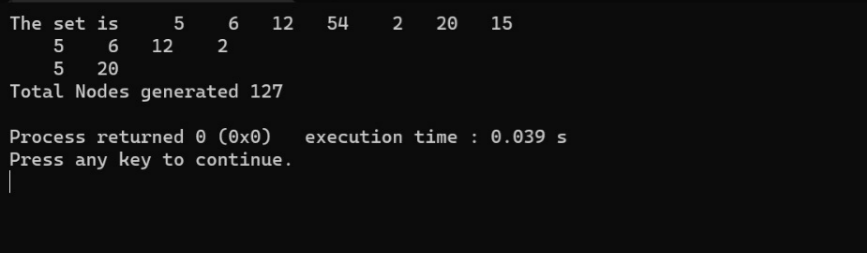 The set is     5    6   12   54    2   20   15
    5    6   12    2
    5   20
Total Nodes generated 127

Process returned 0 (0x0)   execution time : 0.039 s
Press any key to continue.